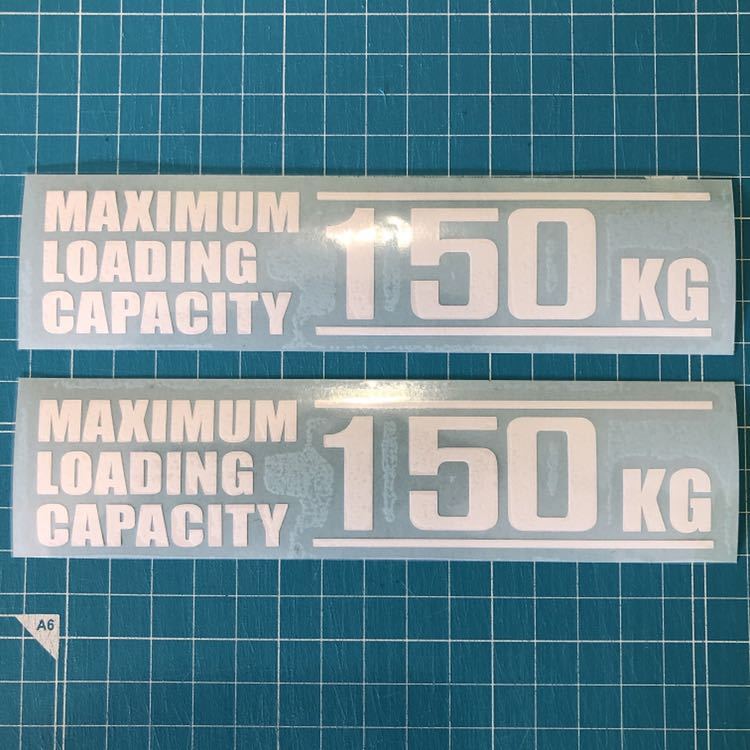 MAXIMUM
LOADING
CAPACITY
150 KG
MAXIMUM
LOADING
CAPACITY
150 KG
A6